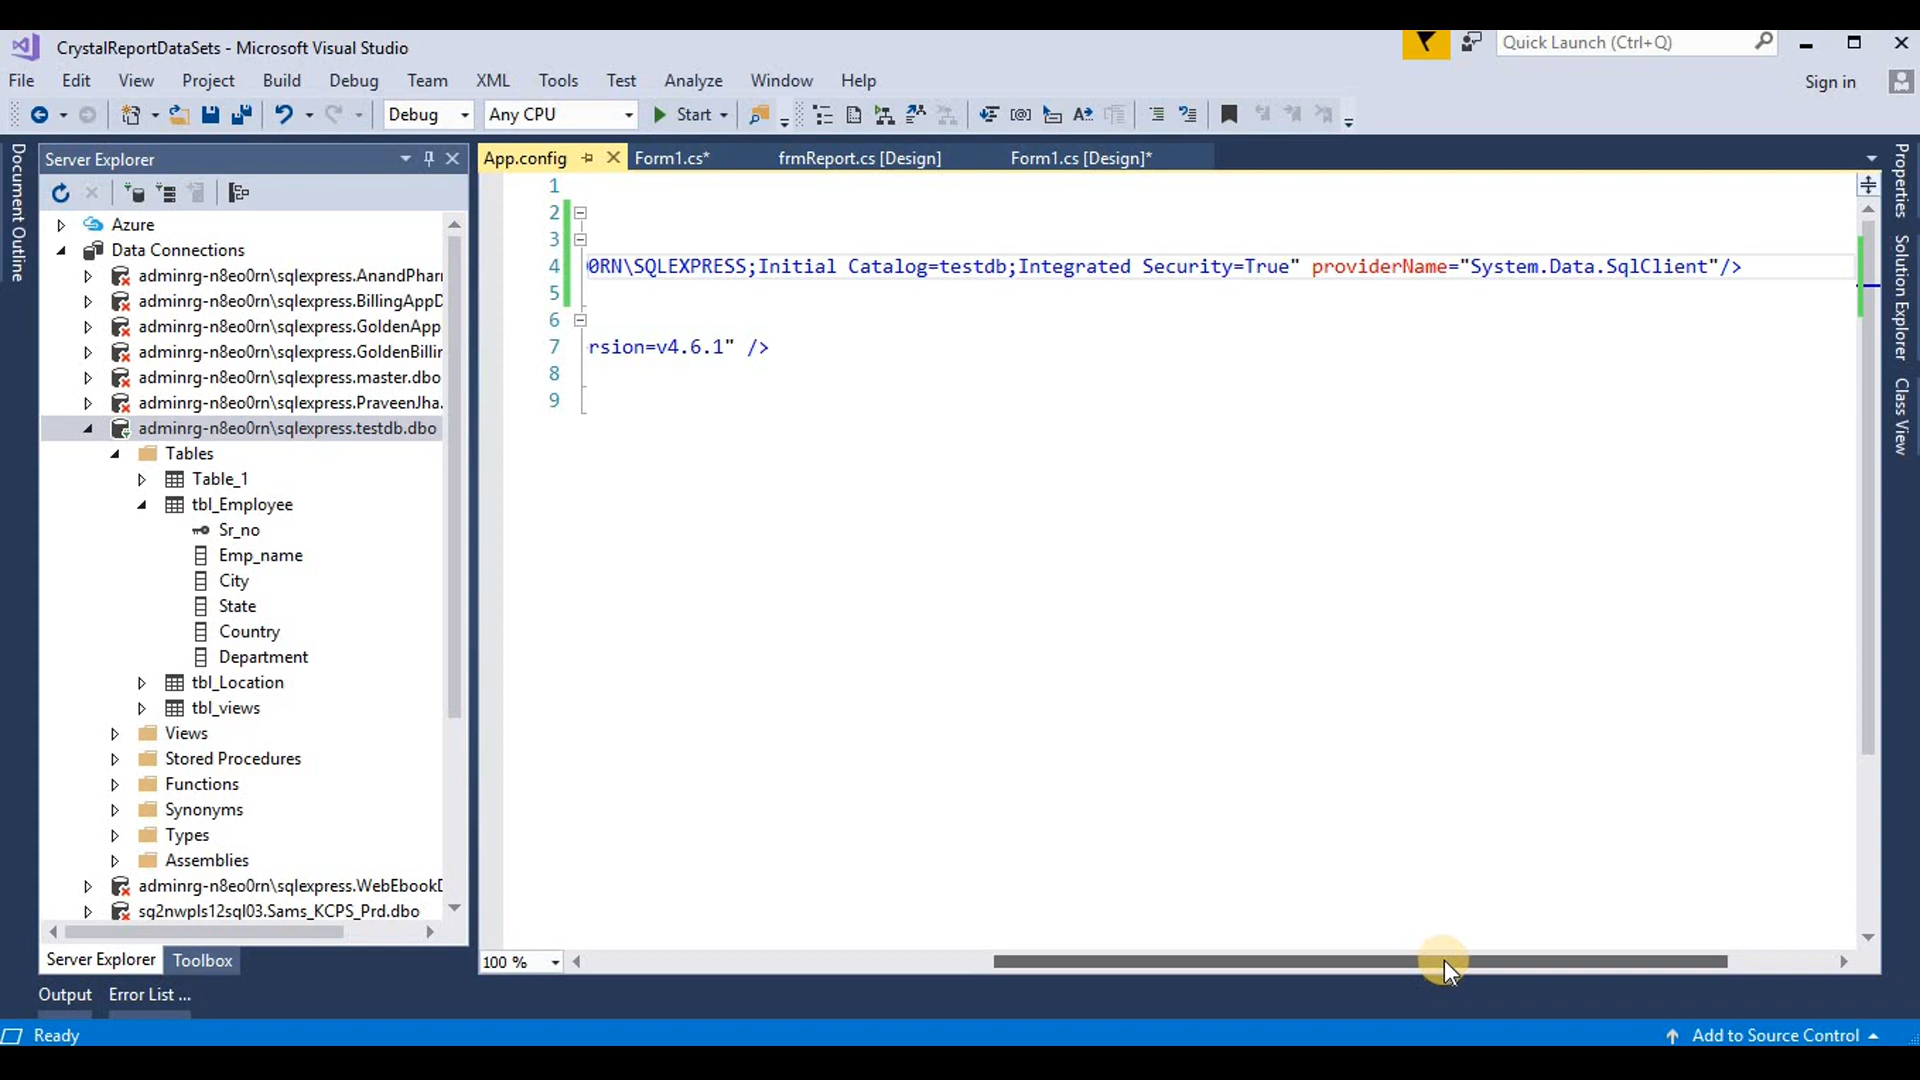 CrystalReportDataSets - Microsoft Visual Studio
Quick Launch (Ctrl+Q)
File Edit View Project Build Debug Team XML Tools Test Analyze Window Help
Sign in
Debug Any CPU Start
Document Outline
Server Explorer
Azure
Data Connections
adminrg-n8eo0rn\sqlexpress.AnandPhar
adminrg-n8eo0rn\sqlexpress.BillingAppD
adminrg-n8eo0rn\sqlexpress.GoldenApp
adminrg-n8eo0rn\sqlexpress.GoldenBillin
adminrg-n8eo0rn\sqlexpress.master.dbo
adminrg-n8eo0rn\sqlexpress.PraveenJha.
adminrg-n8eo0rn\sqlexpress.testdb.dbo
Tables
Table_1
tbl_Employee
Sr_no
Emp_name
City
State
Country
Department
tbl_Location
tbl_views
Views
Stored Procedures
Functions
Synonyms
Types
Assemblies
adminrg-n8eo0rn\sqlexpress.WebEbookD
sq2nwpls12sql03.Sams_KCPS_Prd.dbo
Server Explorer Toolbox
App.config Form1.cs* frmReport.cs [Design] Form1.cs [Design]*
1
2
3
4 0RN\SQLEXPRESS;Initial Catalog=testdb;Integrated Security=True" providerName="System.Data.SqlClient"/>
5
6
7 rsion=v4.6.1" />
8
9
100 %
Properties
Solution Explorer
Class View
Output Error List ...
Ready
Add to Source Control